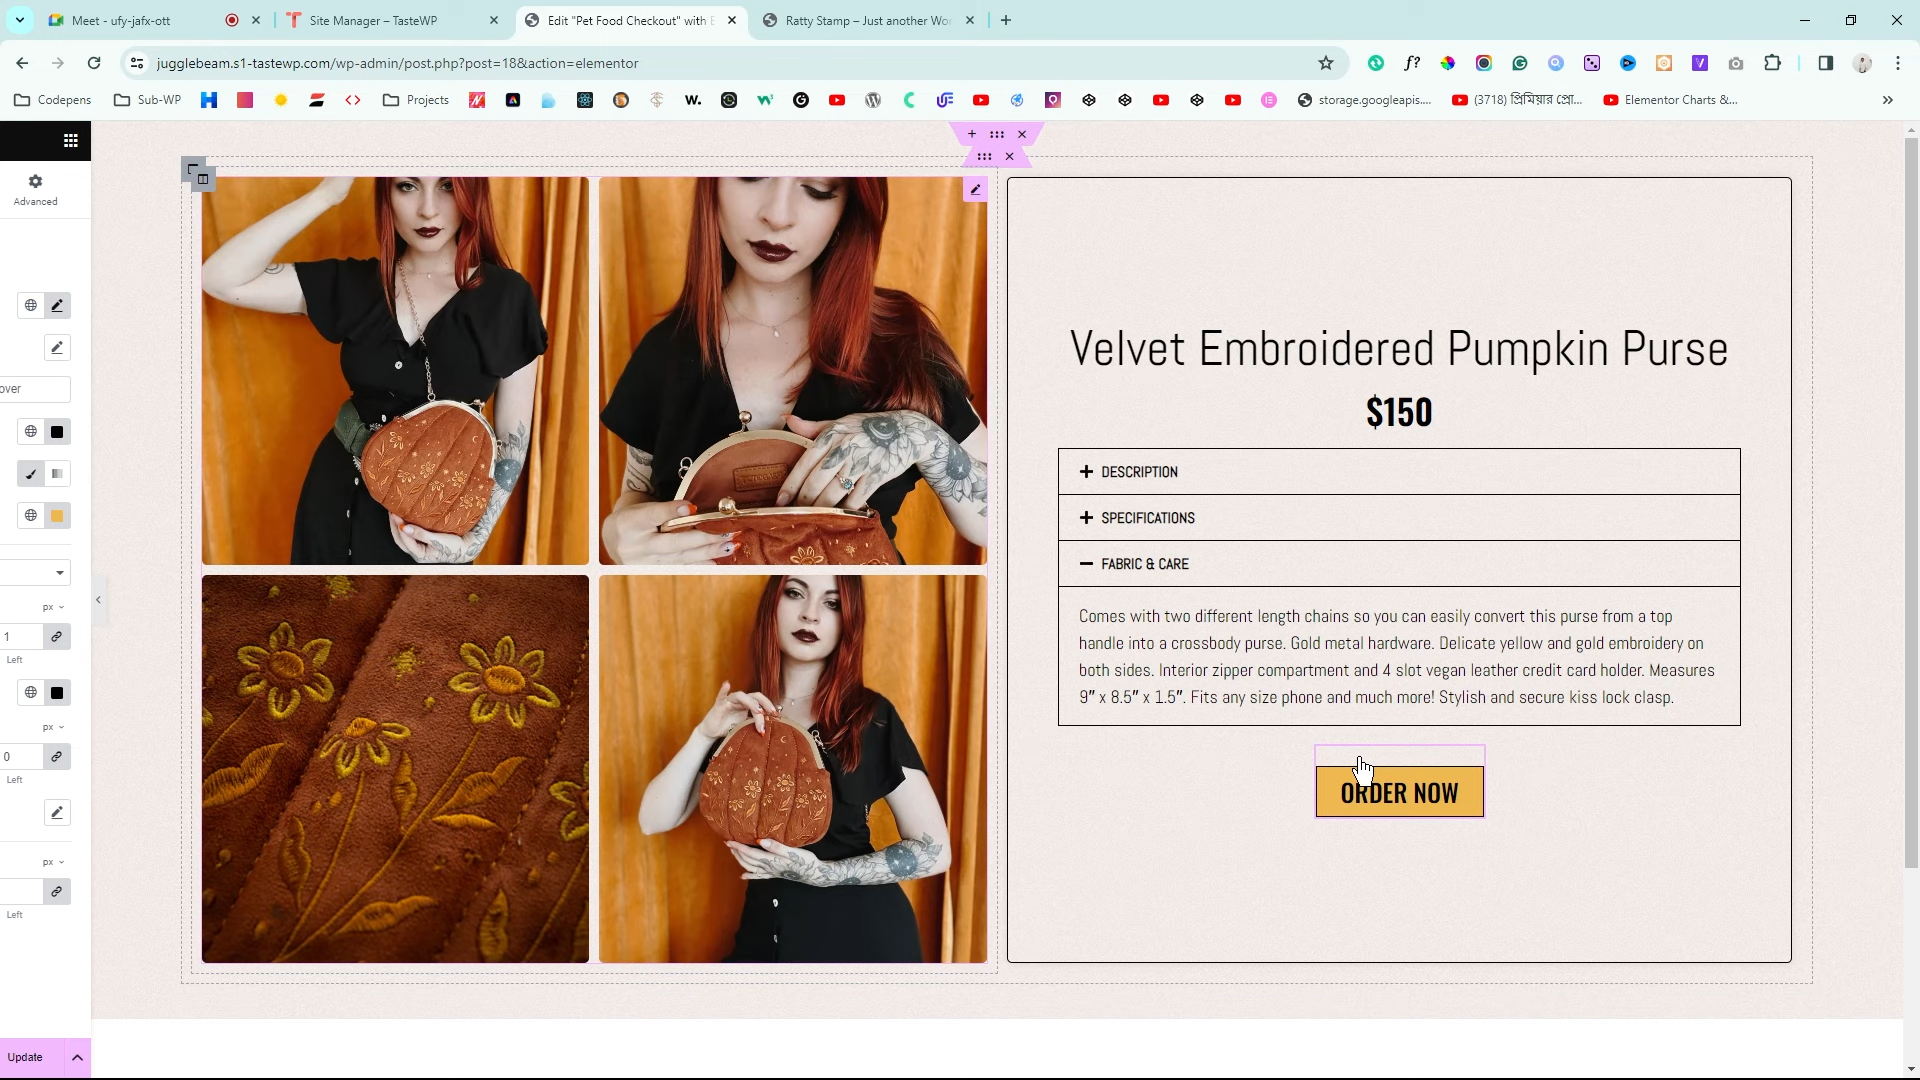 Meet - ufy-jafx-ott
Site Manager – TasteWP
Edit "Pet Food Checkout" with E
Ratty Stamp – Just another Wo
jugglebeam.s1-tastewp.com/wp-admin/post.php?post=18&action=elementor
Codepens
Sub-WP
Projects
storage.googleapis....
(3718) প্রিমিয়ার প্রো...
Elementor Charts &...
Advanced
over
px
1
Left
px
0
Left
px
Left
Update
Velvet Embroidered Pumpkin Purse
$150
DESCRIPTION
SPECIFICATIONS
FABRIC & CARE
Comes with two different length chains so you can easily convert this purse from a top
handle into a crossbody purse. Gold metal hardware. Delicate yellow and gold embroidery on
both sides. Interior zipper compartment and 4 slot vegan leather credit card holder. Measures
9″ x 8.5″ x 1.5″. Fits any size phone and much more! Stylish and secure kiss lock clasp.
ORDER NOW